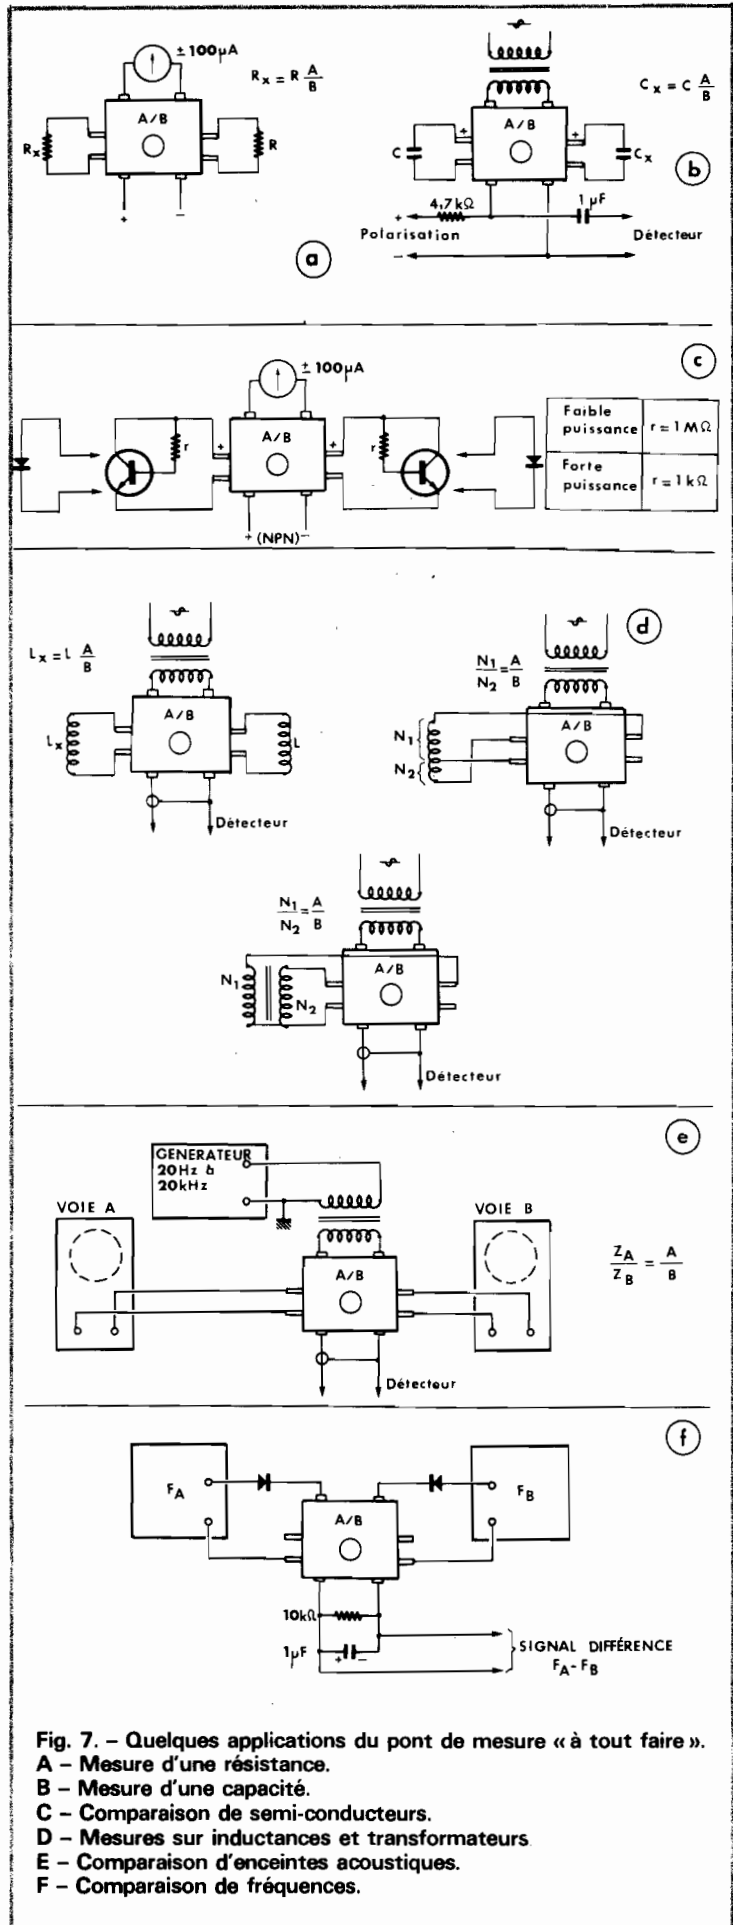 ± 100µA
Rx = R A/B
A/B
Rx
R
+
−
a
Cx = C A/B
A/B
+
+
C
Cx
b
4,7kΩ
1 µF
+
Polarisation
Détecteur
−
c
± 100µA
A/B
r
+
+
r
+ (NPN) −
Faible puissance
r = 1 MΩ
Forte puissance
r = 1 kΩ
d
Lx = L A/B
A/B
Lx
L
Détecteur
N1/N2 = A/B
A/B
N1
N2
Détecteur
N1/N2 = A/B
A/B
N1
N2
Détecteur
e
GENERATEUR
20Hz à
20kHz
VOIE A
VOIE B
A/B
ZA/ZB = A/B
Détecteur
f
FA
A/B
FB
10kΩ
1µF
+
−
SIGNAL DIFFÉRENCE
FA - FB
Fig. 7. – Quelques applications du pont de mesure « à tout faire ».
A – Mesure d'une résistance.
B – Mesure d'une capacité.
C – Comparaison de semi-conducteurs.
D – Mesures sur inductances et transformateurs
E – Comparaison d'enceintes acoustiques.
F – Comparaison de fréquences.